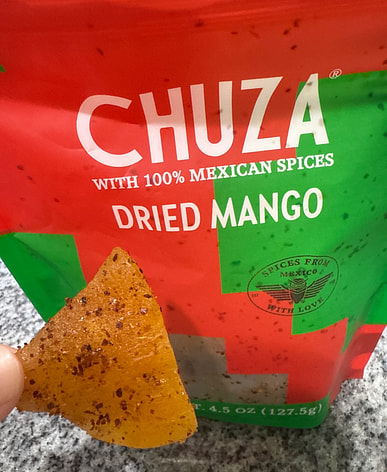 CHUZA®
WITH 100% MEXICAN SPICES
DRIED MANGO
SPICES FROM
MEXICO
WITH LOVE
T. 4.5 OZ (127.5g)